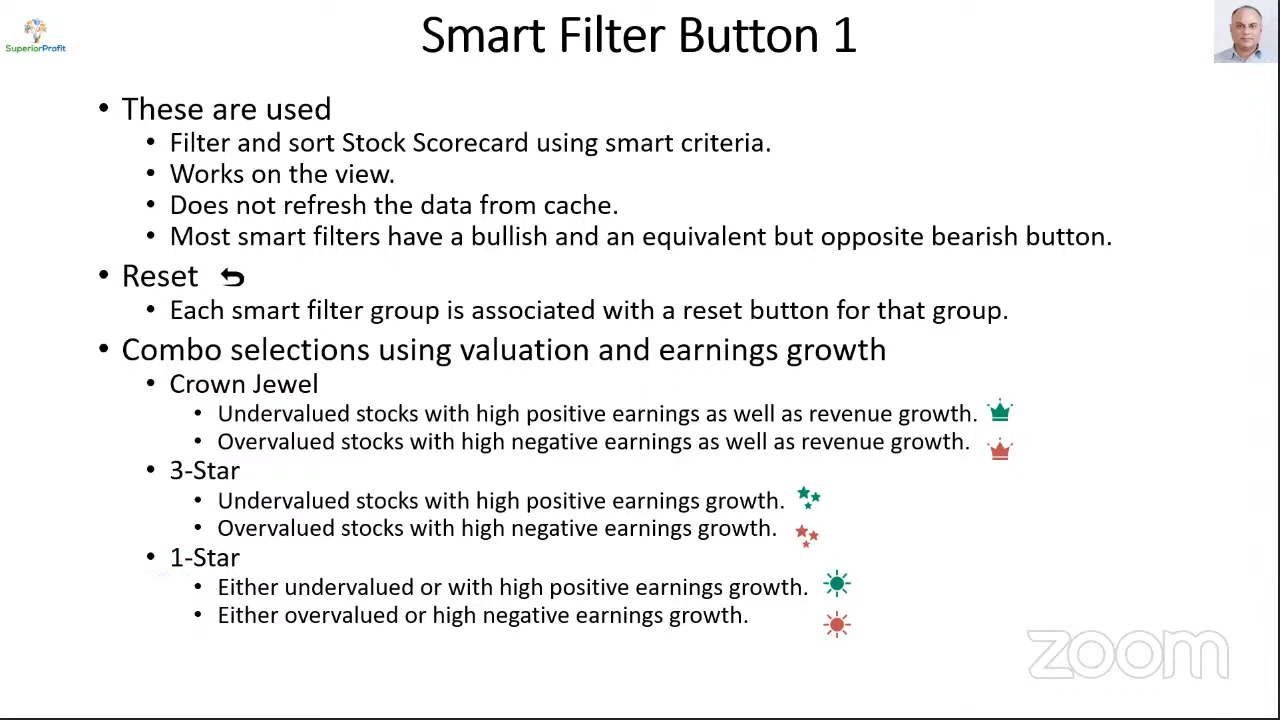 Smart Filter Button 1
SuperiorProfit
• These are used
• Filter and sort Stock Scorecard using smart criteria.
• Works on the view.
• Does not refresh the data from cache.
• Most smart filters have a bullish and an equivalent but opposite bearish button.
• Reset
• Each smart filter group is associated with a reset button for that group.
• Combo selections using valuation and earnings growth
• Crown Jewel
• Undervalued stocks with high positive earnings as well as revenue growth.
• Overvalued stocks with high negative earnings as well as revenue growth.
• 3-Star
• Undervalued stocks with high positive earnings growth.
• Overvalued stocks with high negative earnings growth.
• 1-Star
• Either undervalued or with high positive earnings growth.
• Either overvalued or high negative earnings growth.
zoom